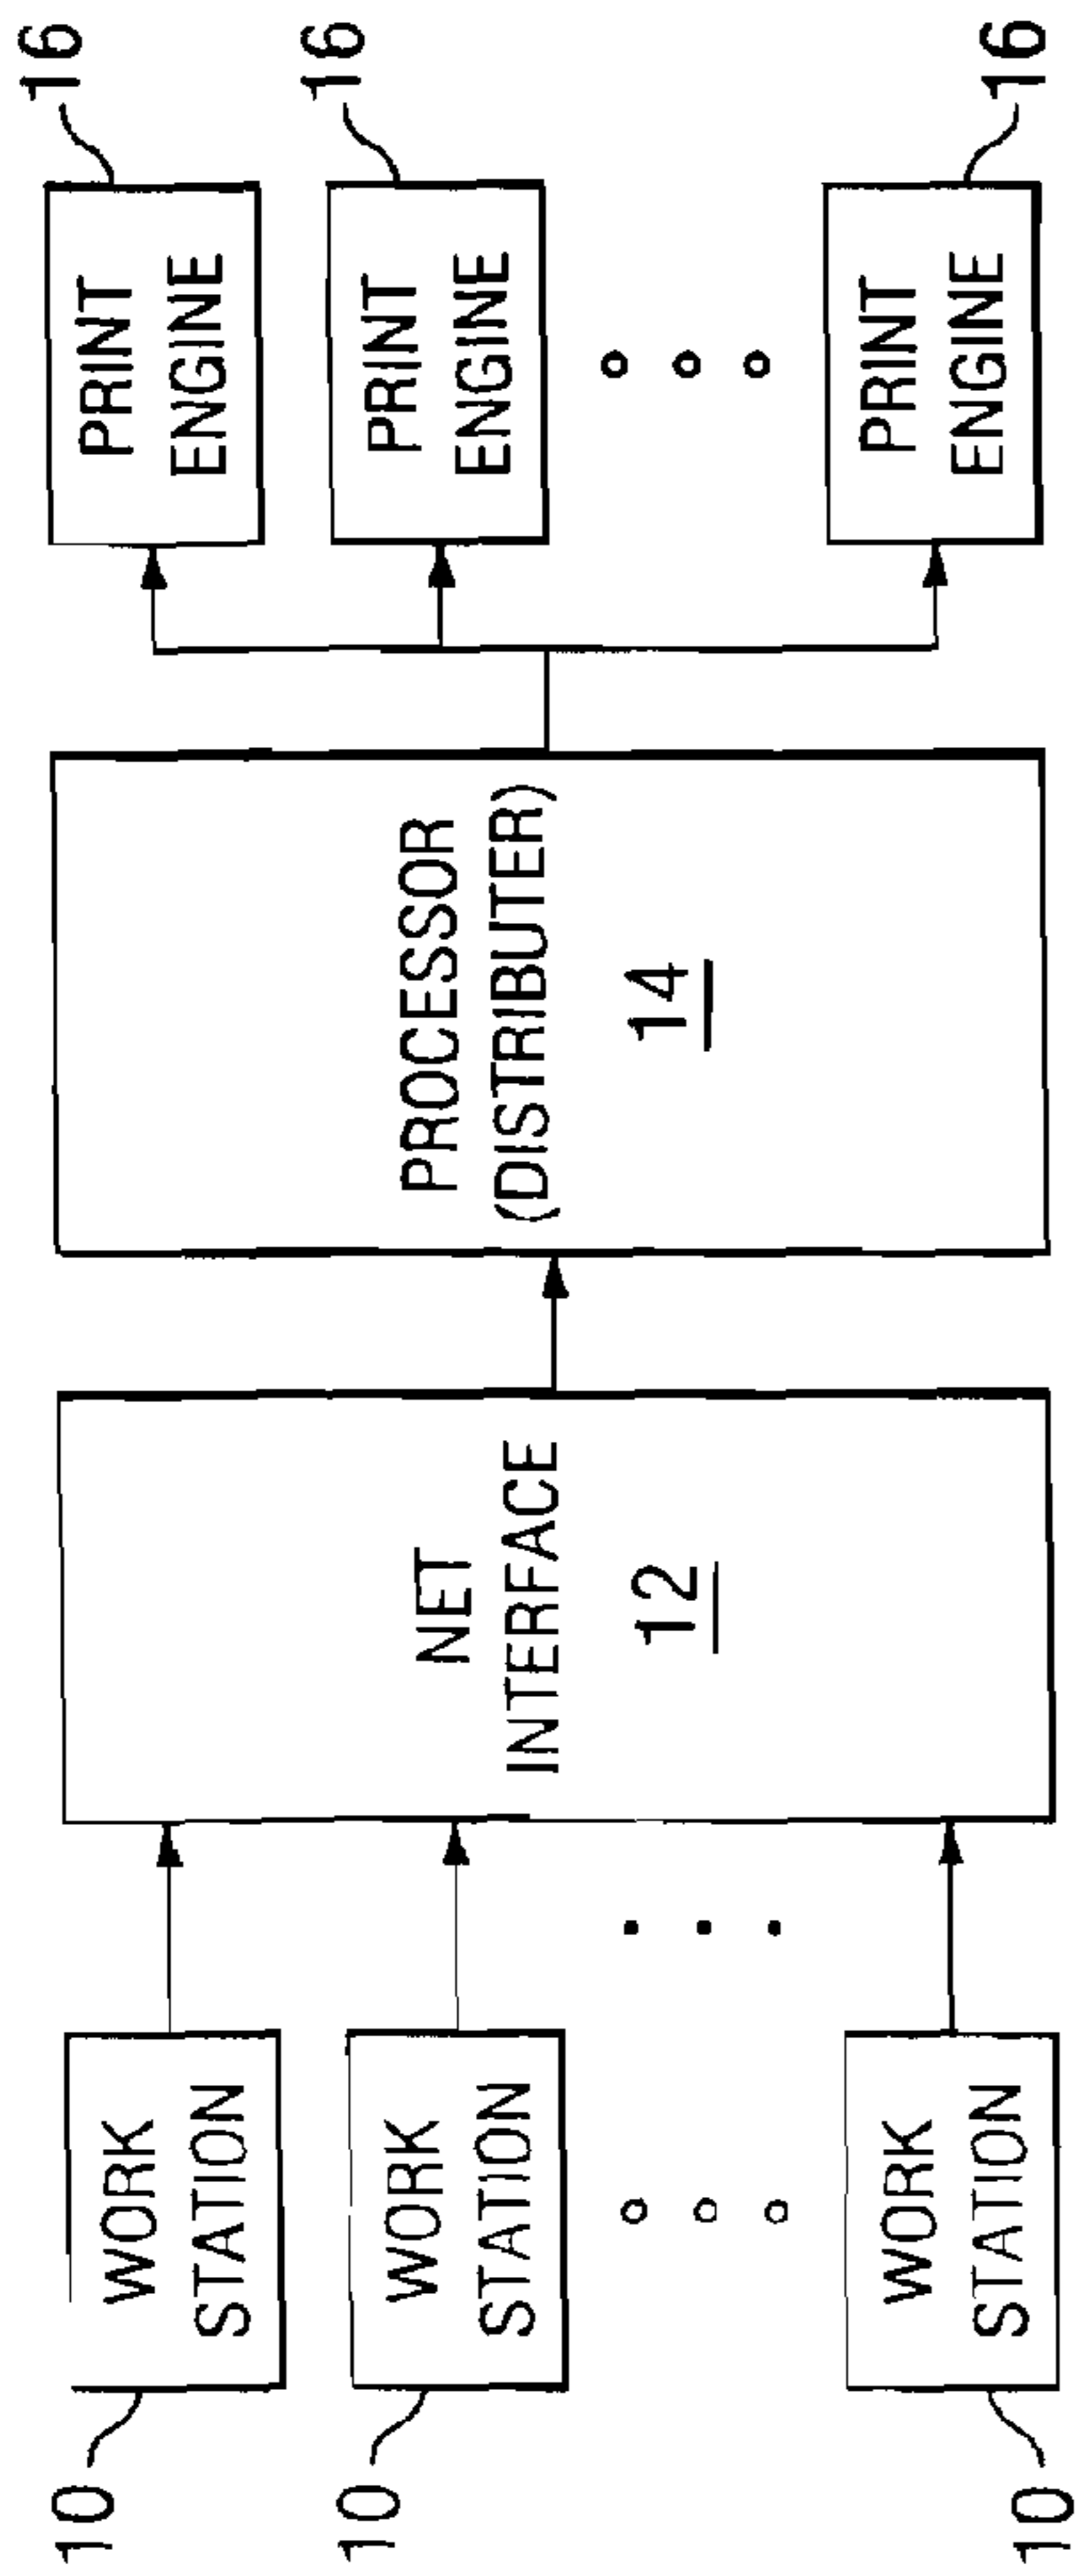 10
WORK
STATION
10
WORK
STATION
10
WORK
STATION
NET
INTERFACE
12
PROCESSOR
(DISTRIBUTER)
14
PRINT
ENGINE
16
PRINT
ENGINE
16
PRINT
ENGINE
16